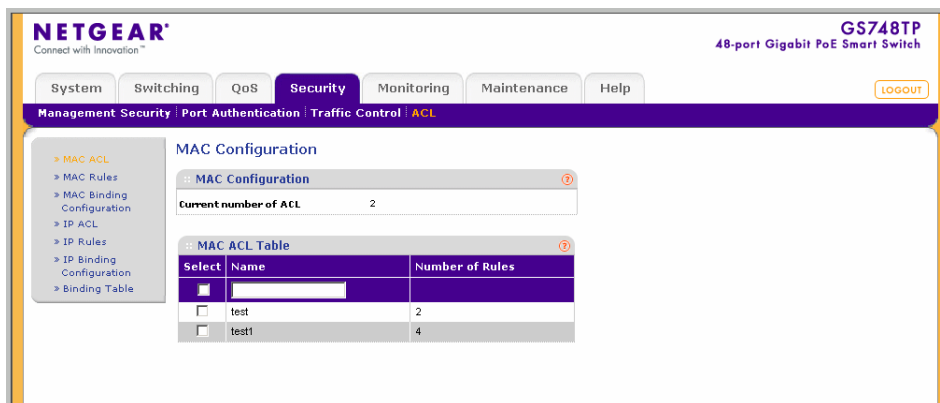 NETGEAR®
Connect with Innovation™
GS748TP
48-port Gigabit PoE Smart Switch
System Switching QoS Security Monitoring Maintenance Help
LOGOUT
Management Security Port Authentication Traffic Control ACL
» MAC ACL
» MAC Rules
» MAC Binding
Configuration
» IP ACL
» IP Rules
» IP Binding
Configuration
» Binding Table
MAC Configuration
:: MAC Configuration ?
Current number of ACL 2
:: MAC ACL Table ?
Select Name Number of Rules
test 2
test1 4